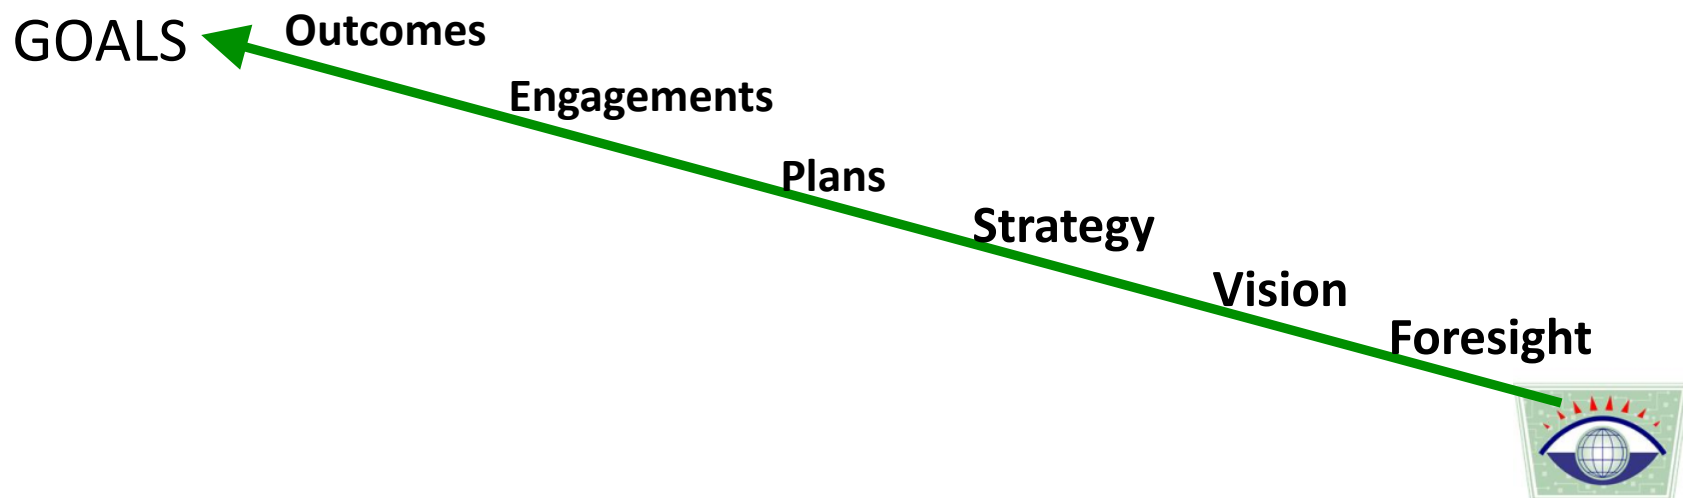 GOALS
Outcomes
Engagements
Plans
Strategy
Vision
Foresight